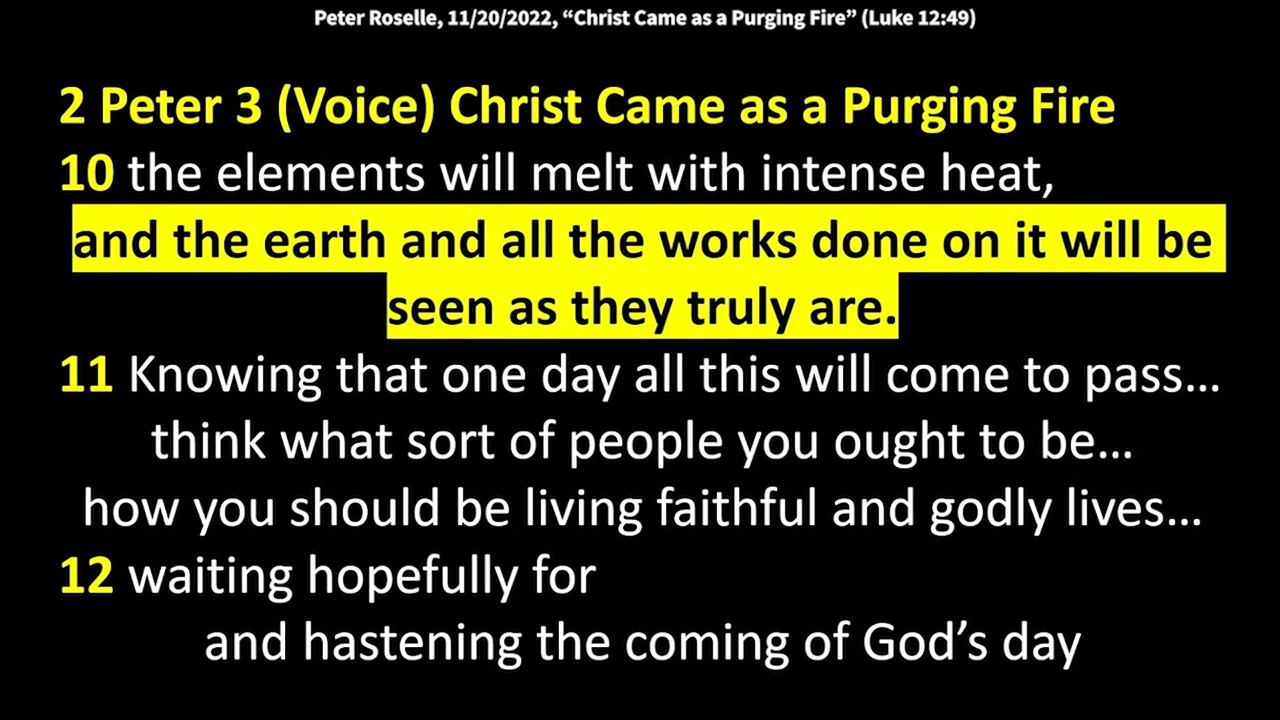 Peter Roselle, 11/20/2022, “Christ Came as a Purging Fire” (Luke 12:49)
2 Peter 3 (Voice) Christ Came as a Purging Fire
10 the elements will melt with intense heat,
and the earth and all the works done on it will be
seen as they truly are.
11 Knowing that one day all this will come to pass…
think what sort of people you ought to be…
how you should be living faithful and godly lives…
12 waiting hopefully for
and hastening the coming of God’s day